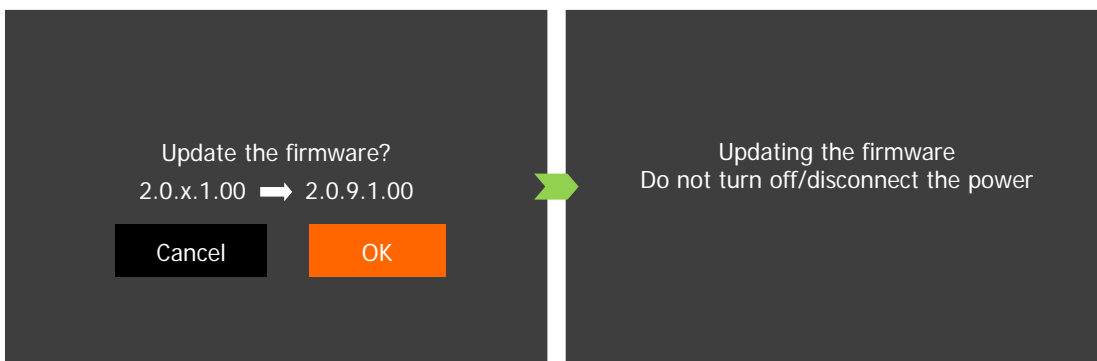 Update the firmware?
2.0.x.1.00 ➡ 2.0.9.1.00
Cancel OK
Updating the firmware
Do not turn off/disconnect the power